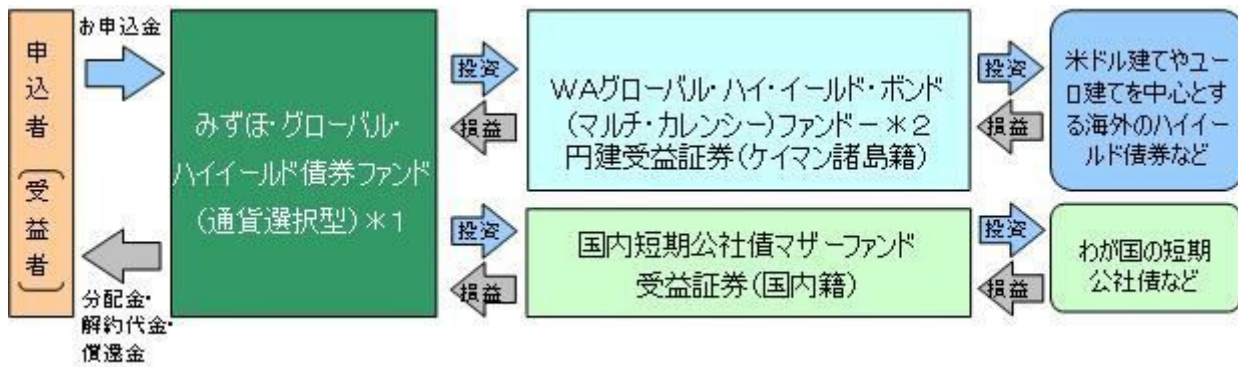 申込者（受益者）
お申込金
分配金・
解約代金・
償還金
みずほ・グローバル・
ハイイールド債券ファンド
（通貨選択型）＊１
投資
損益
投資
損益
WAグローバル・ハイ・イールド・ボンド
（マルチ・カレンシー）ファンドー＊２
円建受益証券（ケイマン諸島籍）
国内短期公社債マザーファンド
受益証券（国内籍）
投資
損益
投資
損益
米ドル建てやユー
ロ建てを中心とす
る海外のハイイー
ルド債券など
わが国の短期
公社債など